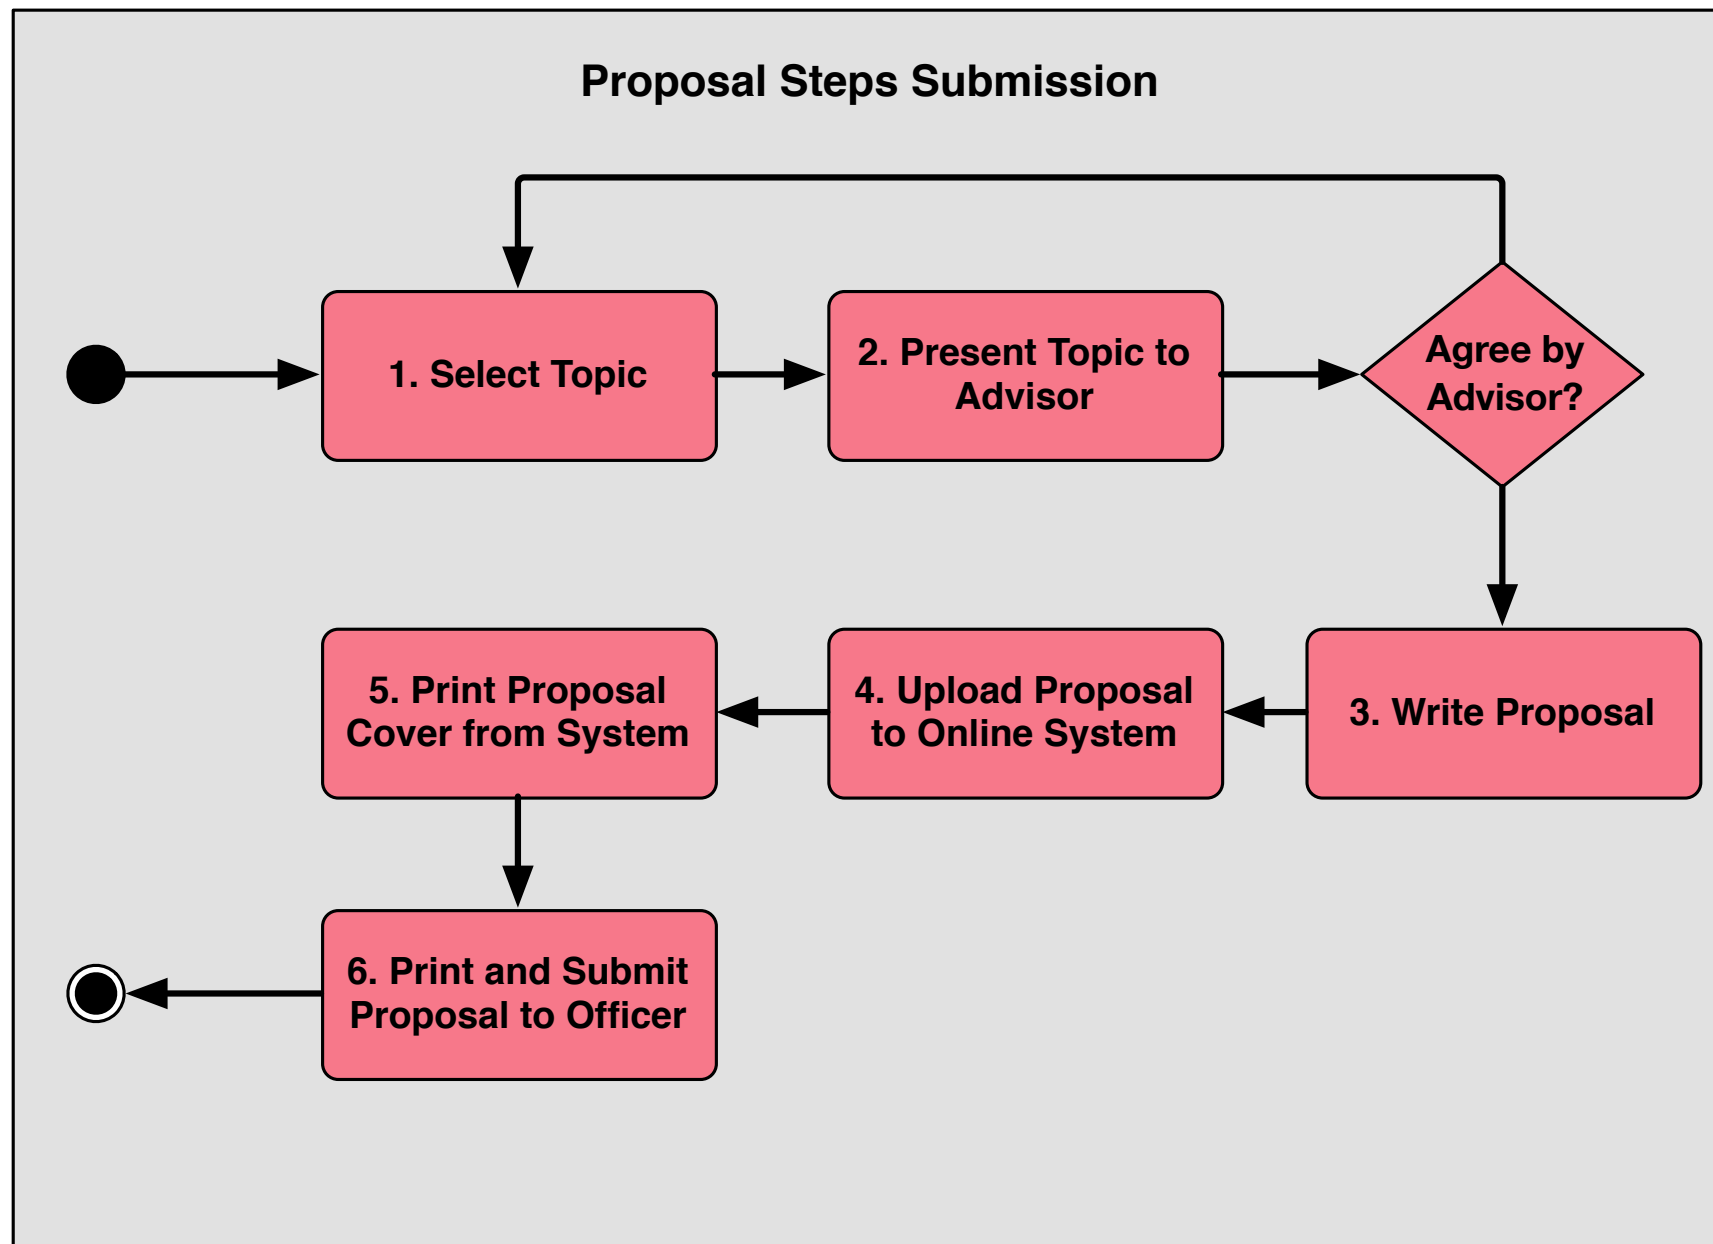 Proposal Steps Submission
1. Select Topic
2. Present Topic to
Advisor
Agree by
Advisor?
3. Write Proposal
4. Upload Proposal
to Online System
5. Print Proposal
Cover from System
6. Print and Submit
Proposal to Officer